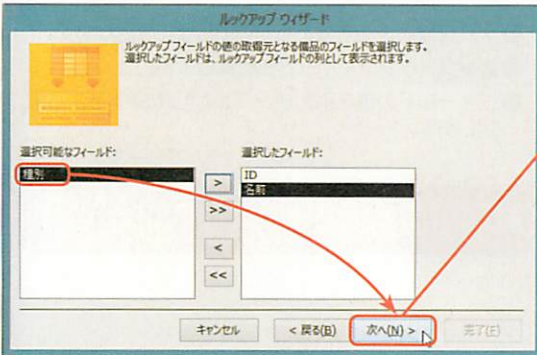 ルックアップ ウィザード
ルックアップフィールドの値の取得元となる備品のフィールドを選択します。
選択したフィールドは、ルックアップフィールドの列として表示されます。
選択可能なフィールド:
選択したフィールド:
種別
ID
名前
>
>>
<
<<
キャンセル
< 戻る(B)
次へ(N) >
完了(F)